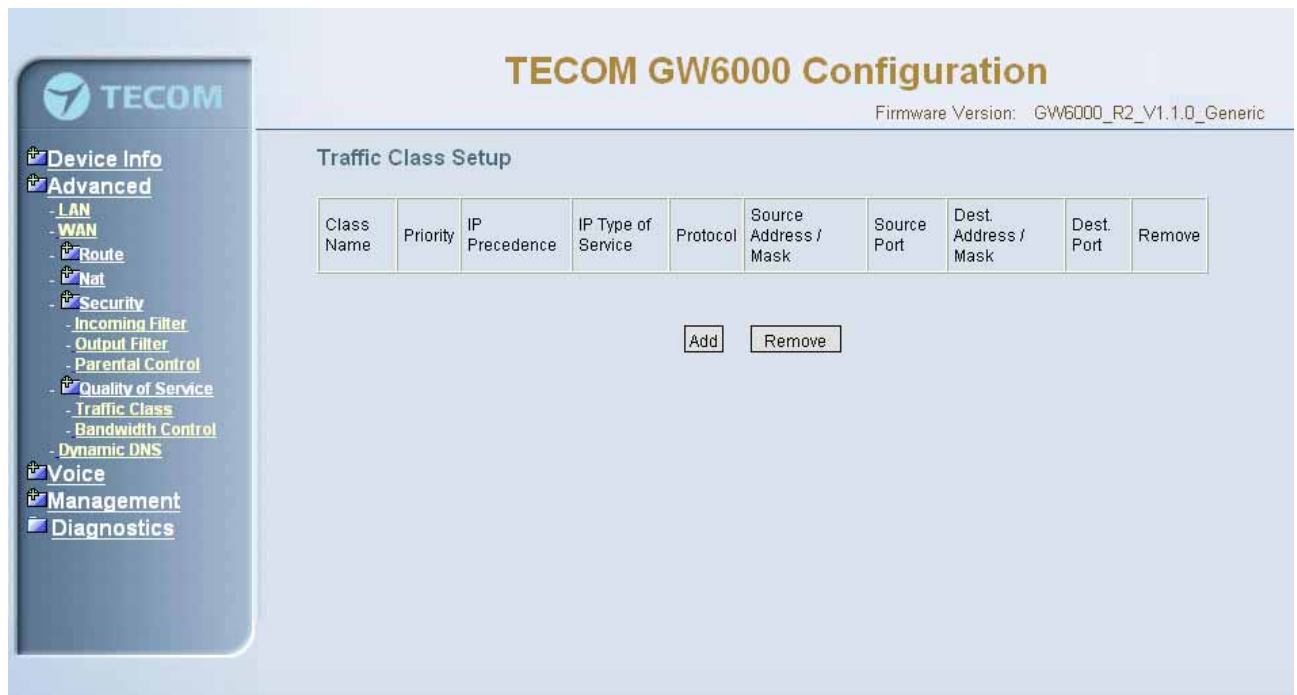 TECOM
TECOM GW6000 Configuration
Firmware Version: GW6000_R2_V1.1.0_Generic
Device Info
Advanced
- LAN
- WAN
- Route
- Nat
- Security
- Incoming Filter
- Output Filter
- Parental Control
- Quality of Service
- Traffic Class
- Bandwidth Control
- Dynamic DNS
Voice
Management
Diagnostics
Traffic Class Setup
Class Name
Priority
IP Precedence
IP Type of Service
Protocol
Source Address / Mask
Source Port
Dest. Address / Mask
Dest. Port
Remove
Add
Remove